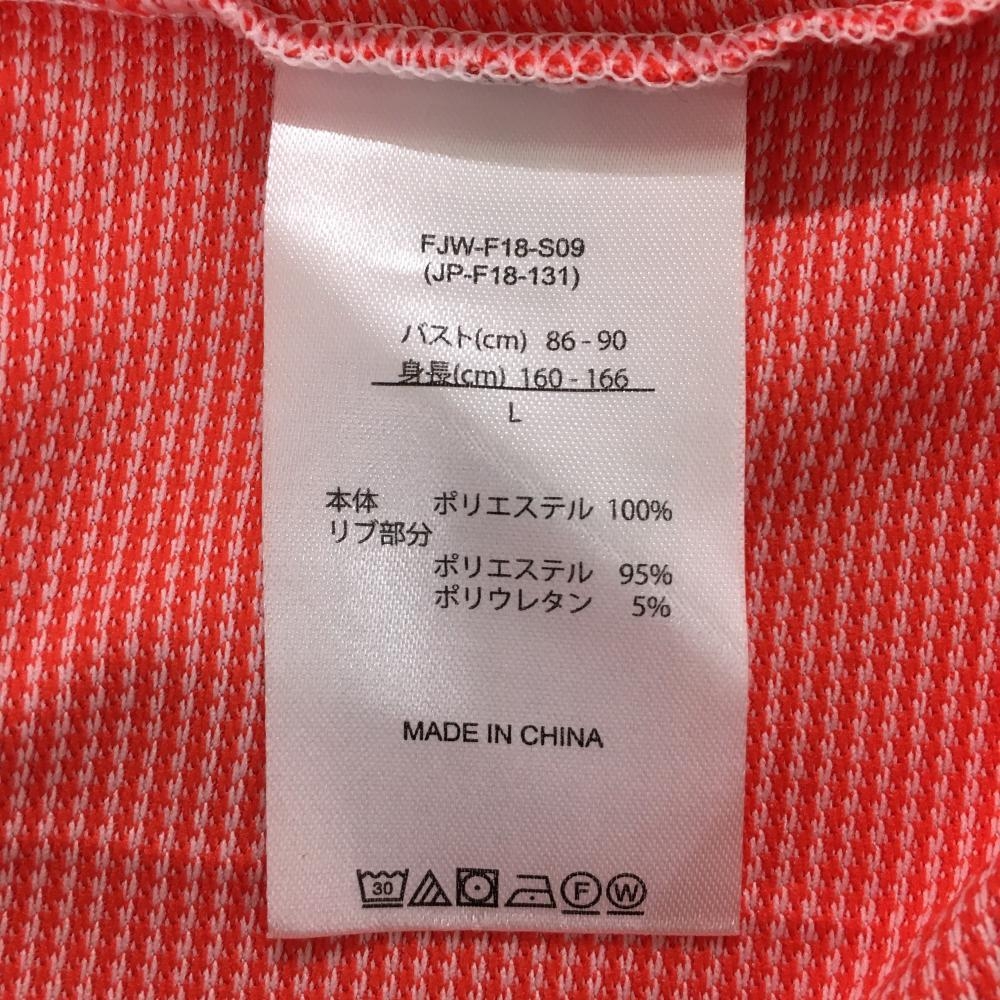 FJW-F18-S09
(JP-F18-131)
バスト(cm) 86 - 90
身長(cm) 160 - 166
L
本体 ポリエステル 100%
リブ部分
ポリエステル 95%
ポリウレタン 5%
MADE IN CHINA
30 F W